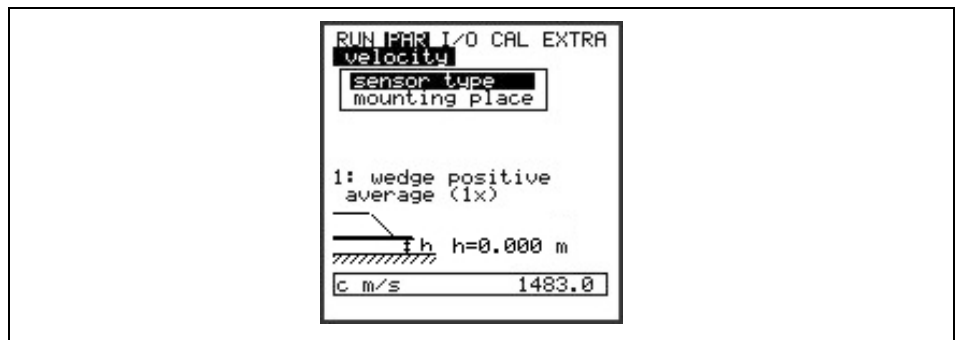 RUN PAR I/O CAL EXTRA
velocity
sensor type
mounting place
1: wedge positive
average (1x)
h h=0.000 m
c m/s 1483.0